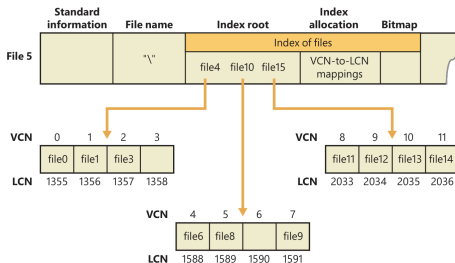 Standard information
File name
Index root
Index allocation
Bitmap
Index of files
File 5
"\"
file4 file10 file15
VCN-to-LCN mappings
VCN 0 1 2 3
file0 file1 file3
LCN 1355 1356 1357 1358
VCN 8 9 10 11
file11 file12 file13 file14
LCN 2033 2034 2035 2036
VCN 4 5 6 7
file6 file8 file9
LCN 1588 1589 1590 1591